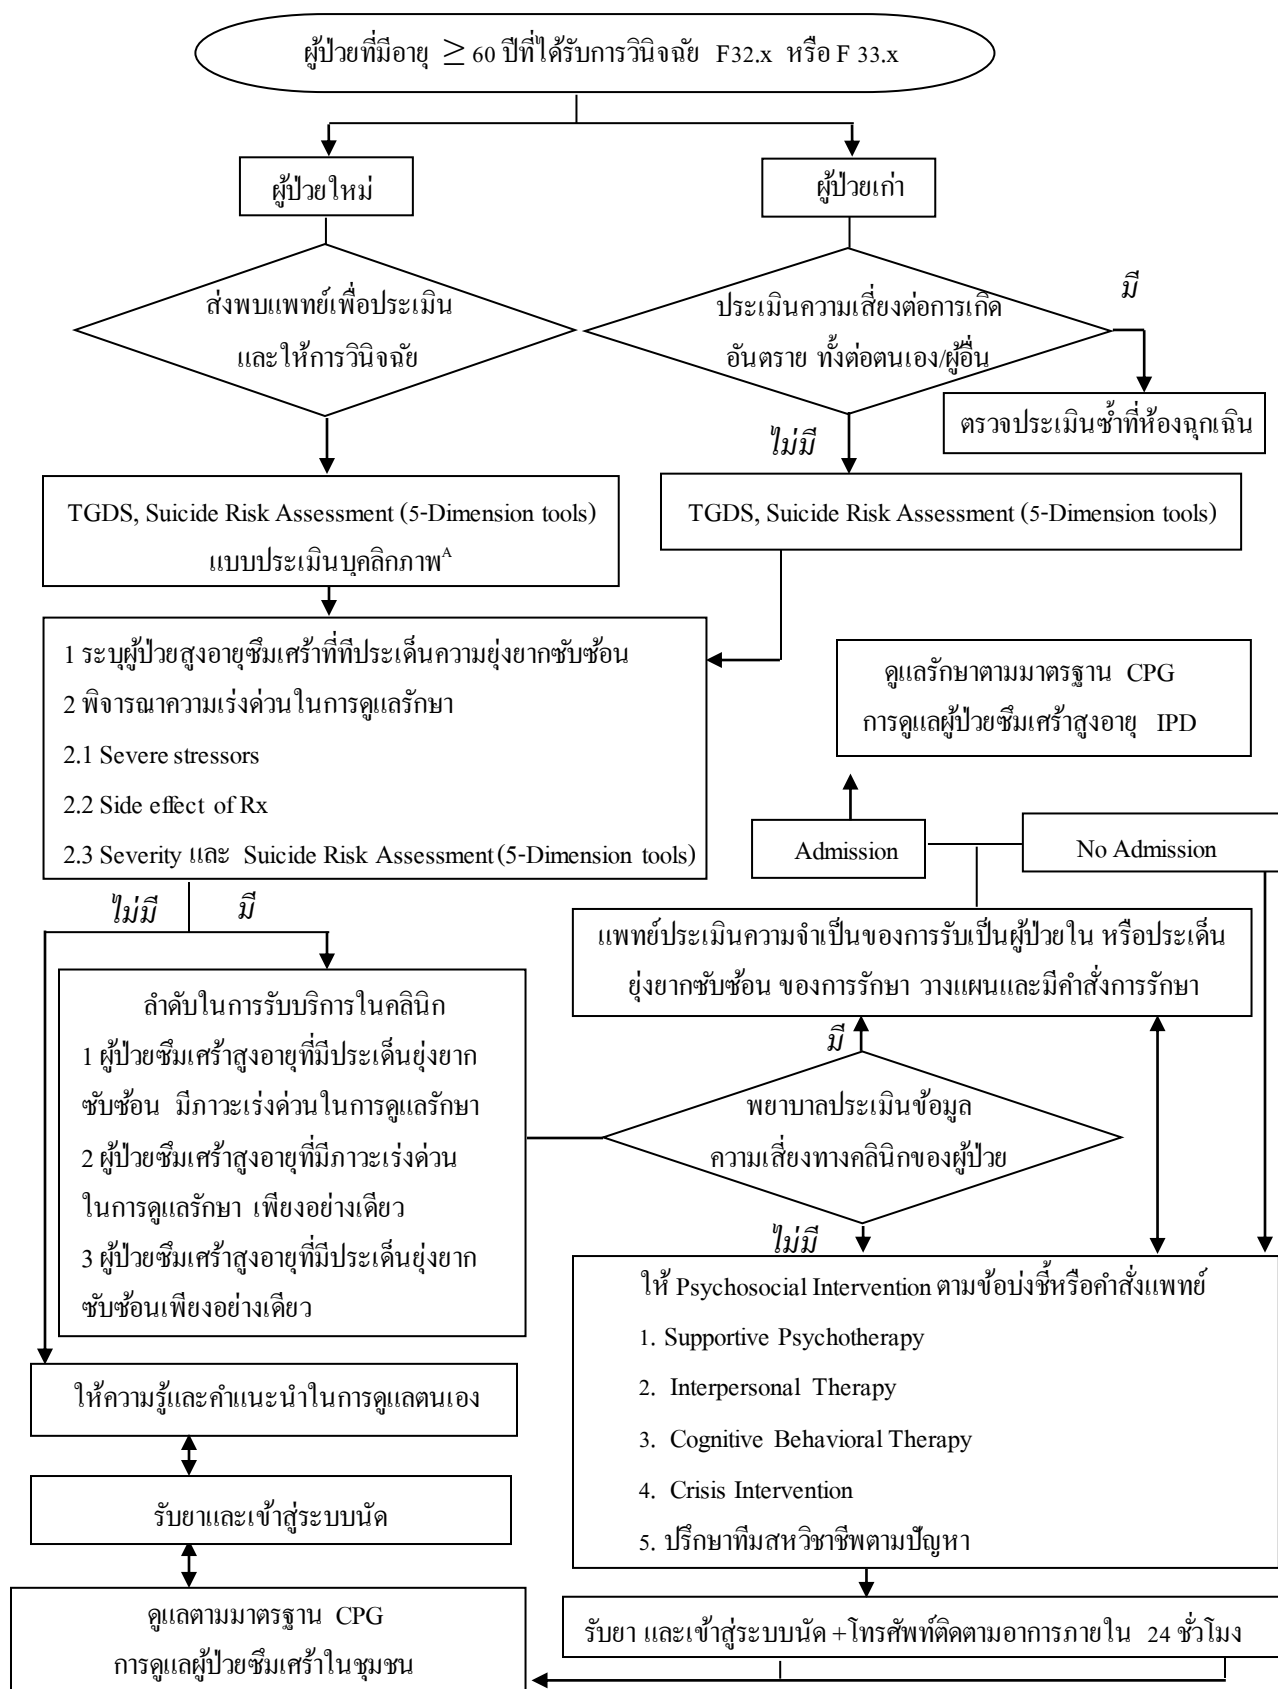 ผู้ป่วยที่มีอายุ ≥ 60 ปีที่ได้รับการวินิจฉัย F32.x หรือ F 33.x
ผู้ป่วยใหม่
ผู้ป่วยเก่า
ส่งพบแพทย์เพื่อประเมิน
และให้การวินิจฉัย
ประเมินความเสี่ยงต่อการเกิด
อันตราย ทั้งต่อตนเอง/ผู้อื่น
มี
ตรวจประเมินซ้ำที่ห้องฉุกเฉิน
ไม่มี
TGDS, Suicide Risk Assessment (5-Dimension tools)
แบบประเมินบุคลิกภาพA
TGDS, Suicide Risk Assessment (5-Dimension tools)
1 ระบุผู้ป่วยสูงอายุซึมเศร้าที่ทีประเด็นความยุ่งยากซับซ้อน
2 พิจารณาความเร่งด่วนในการดูแลรักษา
2.1 Severe stressors
2.2 Side effect of Rx
2.3 Severity และ Suicide Risk Assessment (5-Dimension tools)
ดูแลรักษาตามมาตรฐาน CPG
การดูแลผู้ป่วยซึมเศร้าสูงอายุ IPD
Admission
No Admission
ไม่มี
มี
แพทย์ประเมินความจำเป็นของการรับเป็นผู้ป่วยใน หรือประเด็น
ยุ่งยากซับซ้อน ของการรักษา วางแผนและมีคำสั่งการรักษา
ลำดับในการรับบริการในคลินิก
1 ผู้ป่วยซึมเศร้าสูงอายุที่มีประเด็นยุ่งยาก
ซับซ้อน มีภาวะเร่งด่วนในการดูแลรักษา
2 ผู้ป่วยซึมเศร้าสูงอายุที่มีภาวะเร่งด่วน
ในการดูแลรักษา เพียงอย่างเดียว
3 ผู้ป่วยซึมเศร้าสูงอายุที่มีประเด็นยุ่งยาก
ซับซ้อนเพียงอย่างเดียว
มี
พยาบาลประเมินข้อมูล
ความเสี่ยงทางคลินิกของผู้ป่วย
ไม่มี
ให้ Psychosocial Intervention ตามข้อบ่งชี้หรือคำสั่งแพทย์
1. Supportive Psychotherapy
2. Interpersonal Therapy
3. Cognitive Behavioral Therapy
4. Crisis Intervention
5. ปรึกษาทีมสหวิชาชีพตามปัญหา
ให้ความรู้และคำแนะนำในการดูแลตนเอง
รับยาและเข้าสู่ระบบนัด
ดูแลตามมาตรฐาน CPG
การดูแลผู้ป่วยซึมเศร้าในชุมชน
รับยา และเข้าสู่ระบบนัด +โทรศัพท์ติดตามอาการภายใน 24 ชั่วโมง